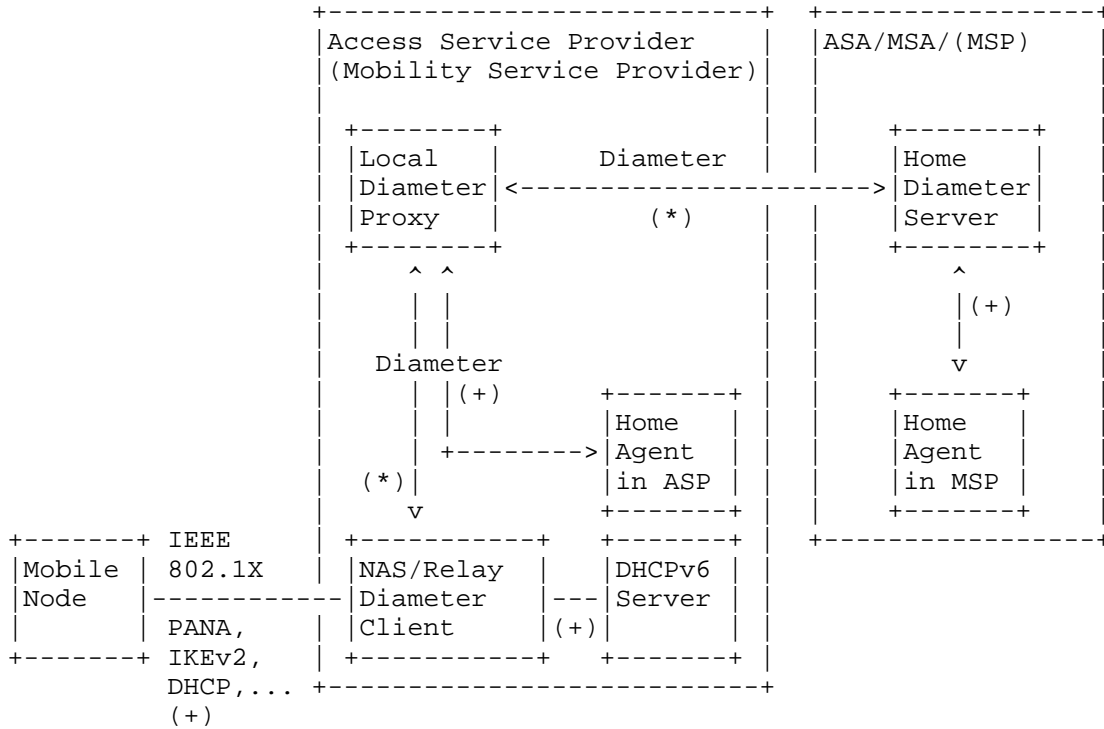 Access Service Provider
(Mobility Service Provider)
ASA/MSA/(MSP)
Local
Diameter
Proxy
Diameter
(*)
Home
Diameter
Server
(+)
Diameter
(+)
v
Home
Agent
in ASP
Home
Agent
in MSP
(*)
v
Mobile
Node
IEEE
802.1X
PANA,
IKEv2,
DHCP,...
(+)
NAS/Relay
Diameter
Client
(+)
DHCPv6
Server